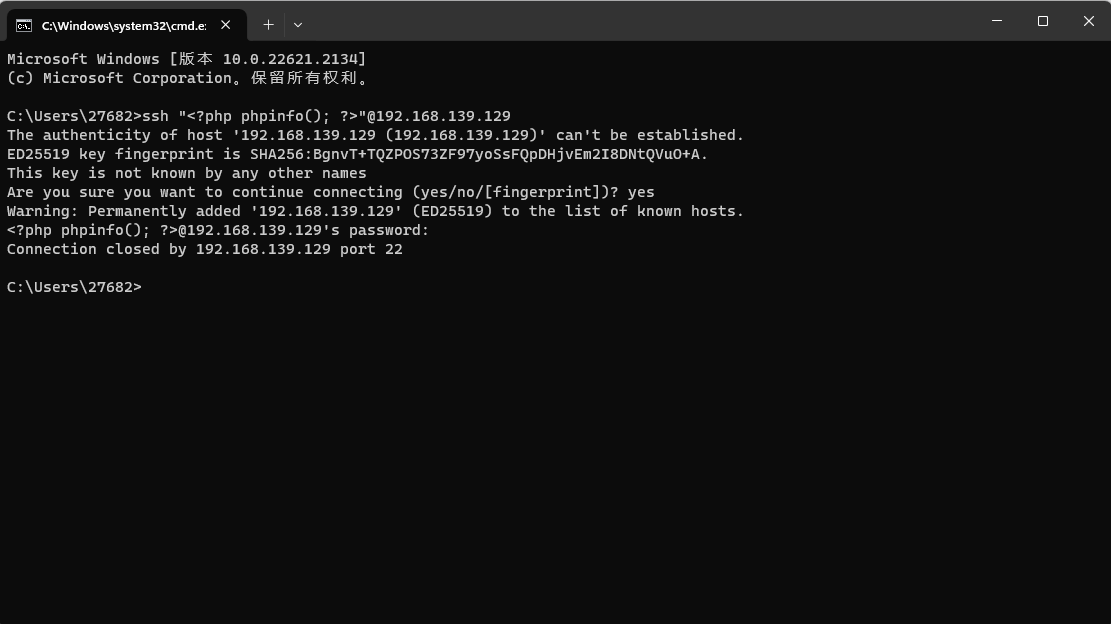 C:\Windows\system32\cmd.e:
Microsoft Windows [版本 10.0.22621.2134]
(c) Microsoft Corporation。保留所有权利。
C:\Users\27682>ssh "<?php phpinfo(); ?>"@192.168.139.129
The authenticity of host '192.168.139.129 (192.168.139.129)' can't be established.
ED25519 key fingerprint is SHA256:BgnvT+TQZPOS73ZF97yoSsFQpDHjvEm2I8DNtQVuO+A.
This key is not known by any other names
Are you sure you want to continue connecting (yes/no/[fingerprint])? yes
Warning: Permanently added '192.168.139.129' (ED25519) to the list of known hosts.
<?php phpinfo(); ?>@192.168.139.129's password:
Connection closed by 192.168.139.129 port 22
C:\Users\27682>